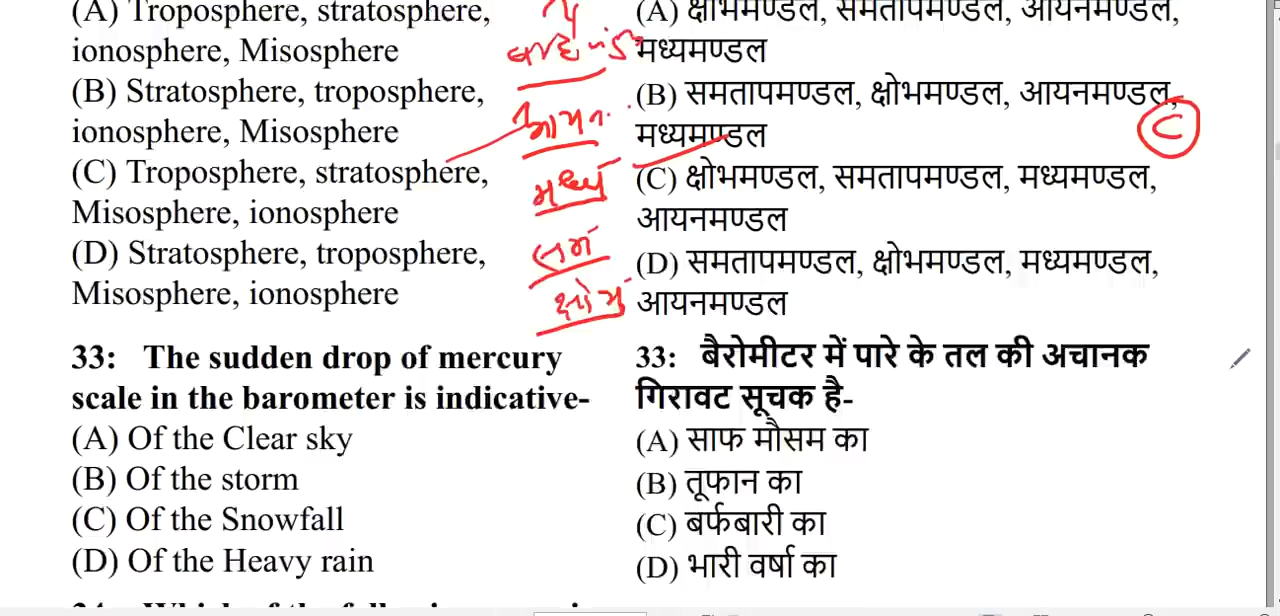 (A) Troposphere, stratosphere,
ionosphere, Misosphere
(B) Stratosphere, troposphere,
ionosphere, Misosphere
(C) Troposphere, stratosphere,
Misosphere, ionosphere
(D) Stratosphere, troposphere,
Misosphere, ionosphere
33: The sudden drop of mercury
scale in the barometer is indicative-
(A) Of the Clear sky
(B) Of the storm
(C) Of the Snowfall
(D) Of the Heavy rain
आयन
मध्य
सम
क्षोभ
(A) क्षोभमण्डल, समतापमण्डल, आयनमण्डल,
मध्यमण्डल
(B) समतापमण्डल, क्षोभमण्डल, आयनमण्डल,
मध्यमण्डल
(C) क्षोभमण्डल, समतापमण्डल, मध्यमण्डल,
आयनमण्डल
(D) समतापमण्डल, क्षोभमण्डल, मध्यमण्डल,
आयनमण्डल
C
33: बैरोमीटर में पारे के तल की अचानक
गिरावट सूचक है-
(A) साफ मौसम का
(B) तूफान का
(C) बर्फबारी का
(D) भारी वर्षा का